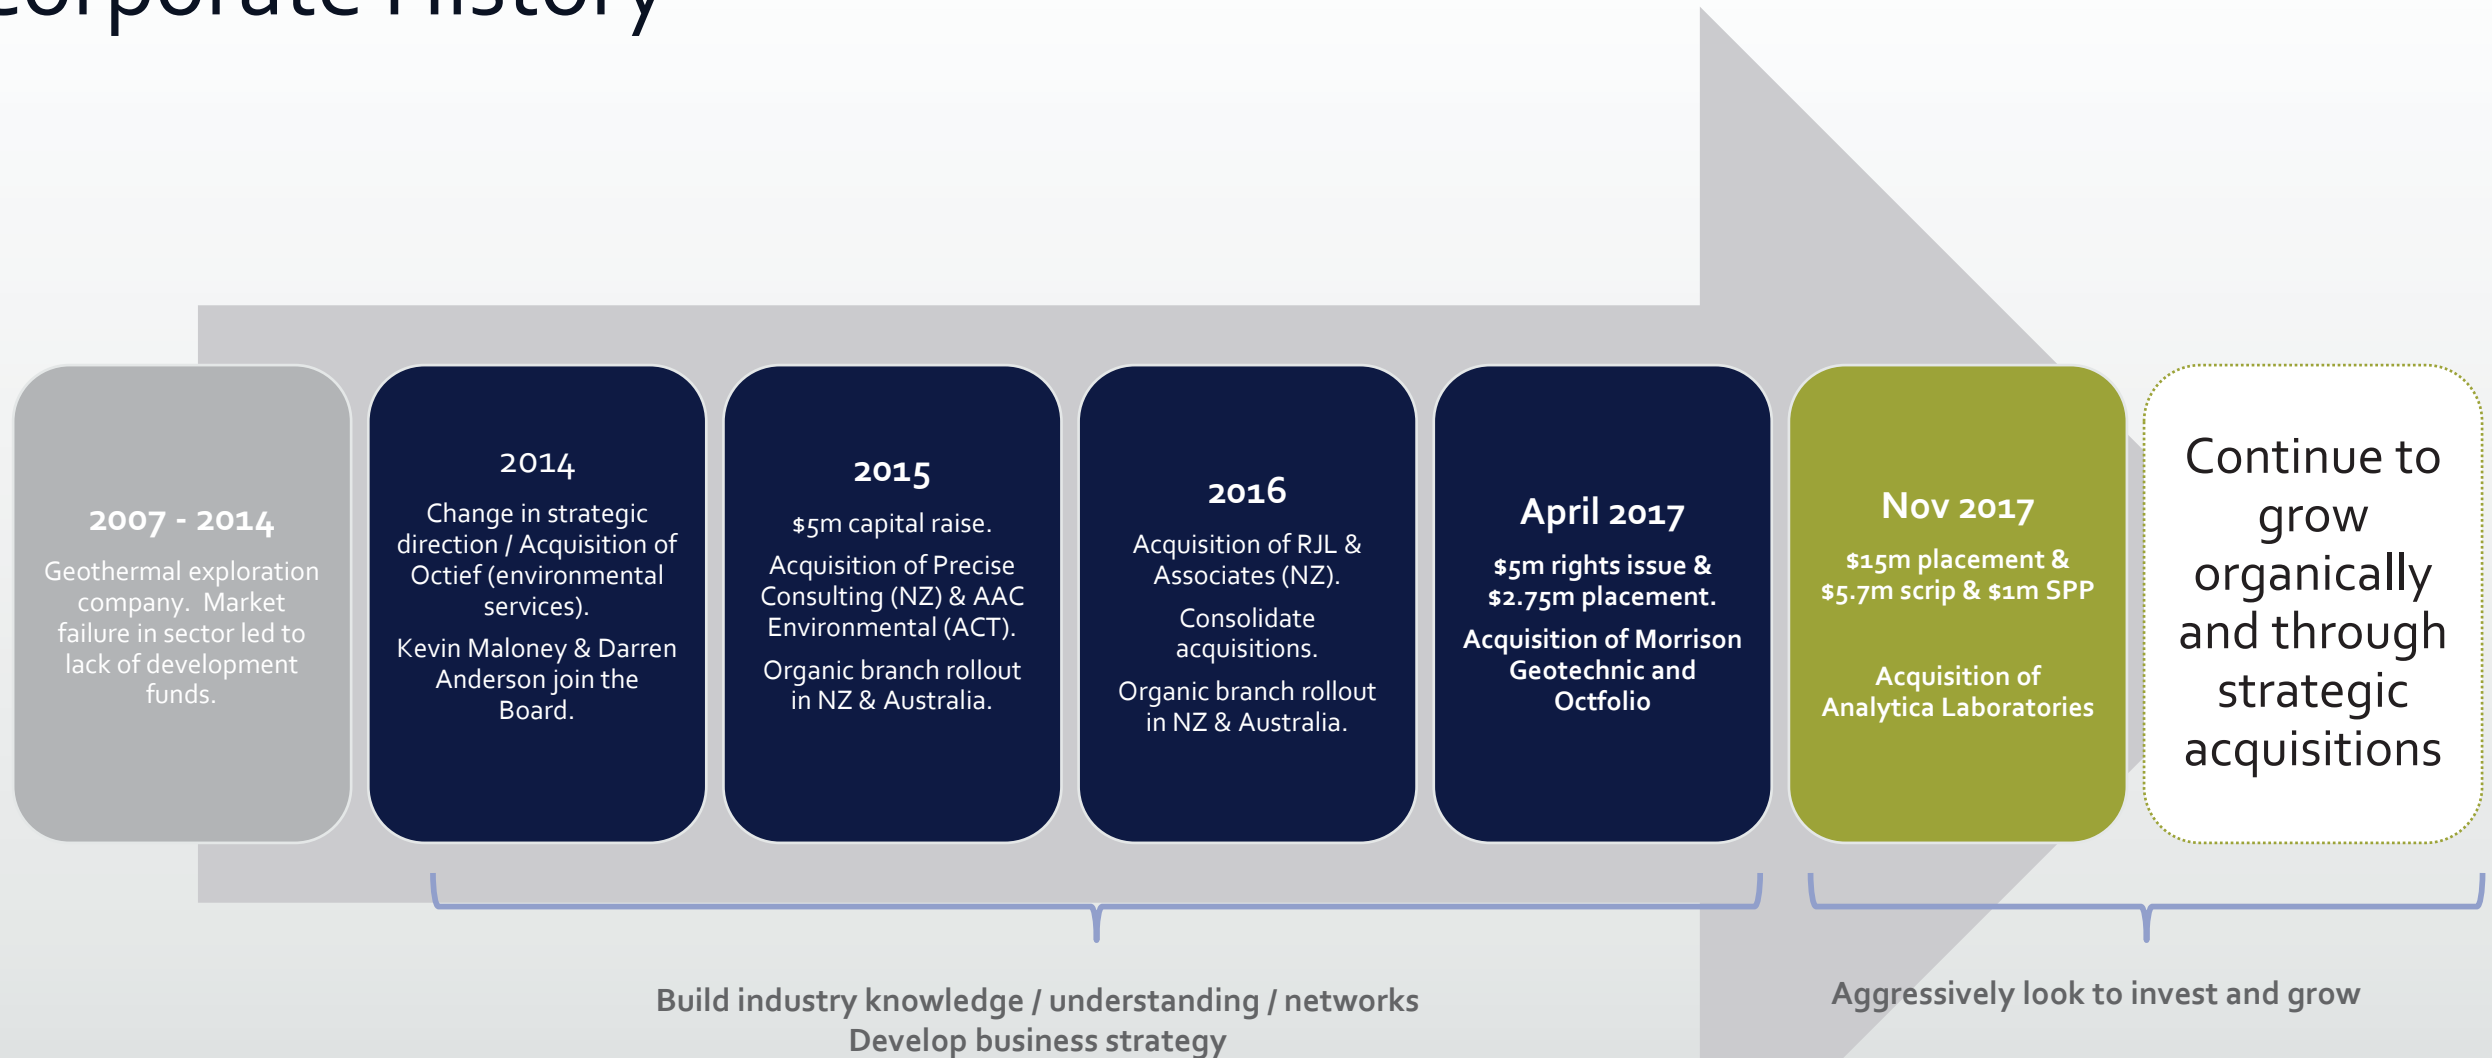 Corporate History
2007 - 2014
Geothermal exploration
company. Market
failure in sector led to
lack of development
funds.
2014
Change in strategic
direction / Acquisition of
Octief (environmental
services).
Kevin Maloney & Darren
Anderson join the
Board.
2015
$5m capital raise.
Acquisition of Precise
Consulting (NZ) & AAC
Environmental (ACT).
Organic branch rollout
in NZ & Australia.
2016
Acquisition of RJL &
Associates (NZ).
Consolidate
acquisitions.
Organic branch rollout
in NZ & Australia.
April 2017
$5m rights issue &
$2.75m placement.
Acquisition of Morrison
Geotechnic and
Octfolio
Nov 2017
$15m placement &
$5.7m scrip & $1m SPP
Acquisition of
Analytica Laboratories
Continue to
grow
organically
and through
strategic
acquisitions
Build industry knowledge / understanding / networks
Develop business strategy
Aggressively look to invest and grow